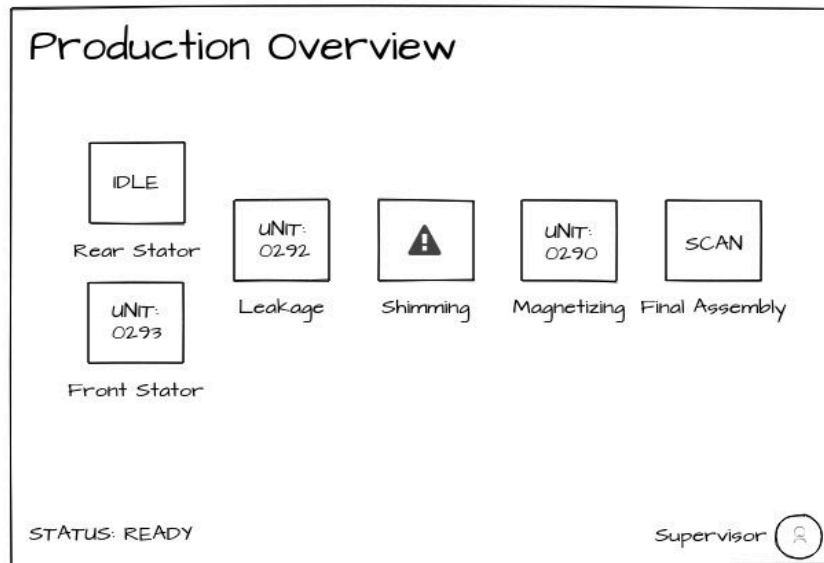 Production Overview
IDLE
Rear Stator
UNIT:
0293
Front Stator
UNIT:
0292
Leakage
Shimming
UNIT:
0290
Magnetizing
SCAN
Final Assembly
STATUS: READY
Supervisor